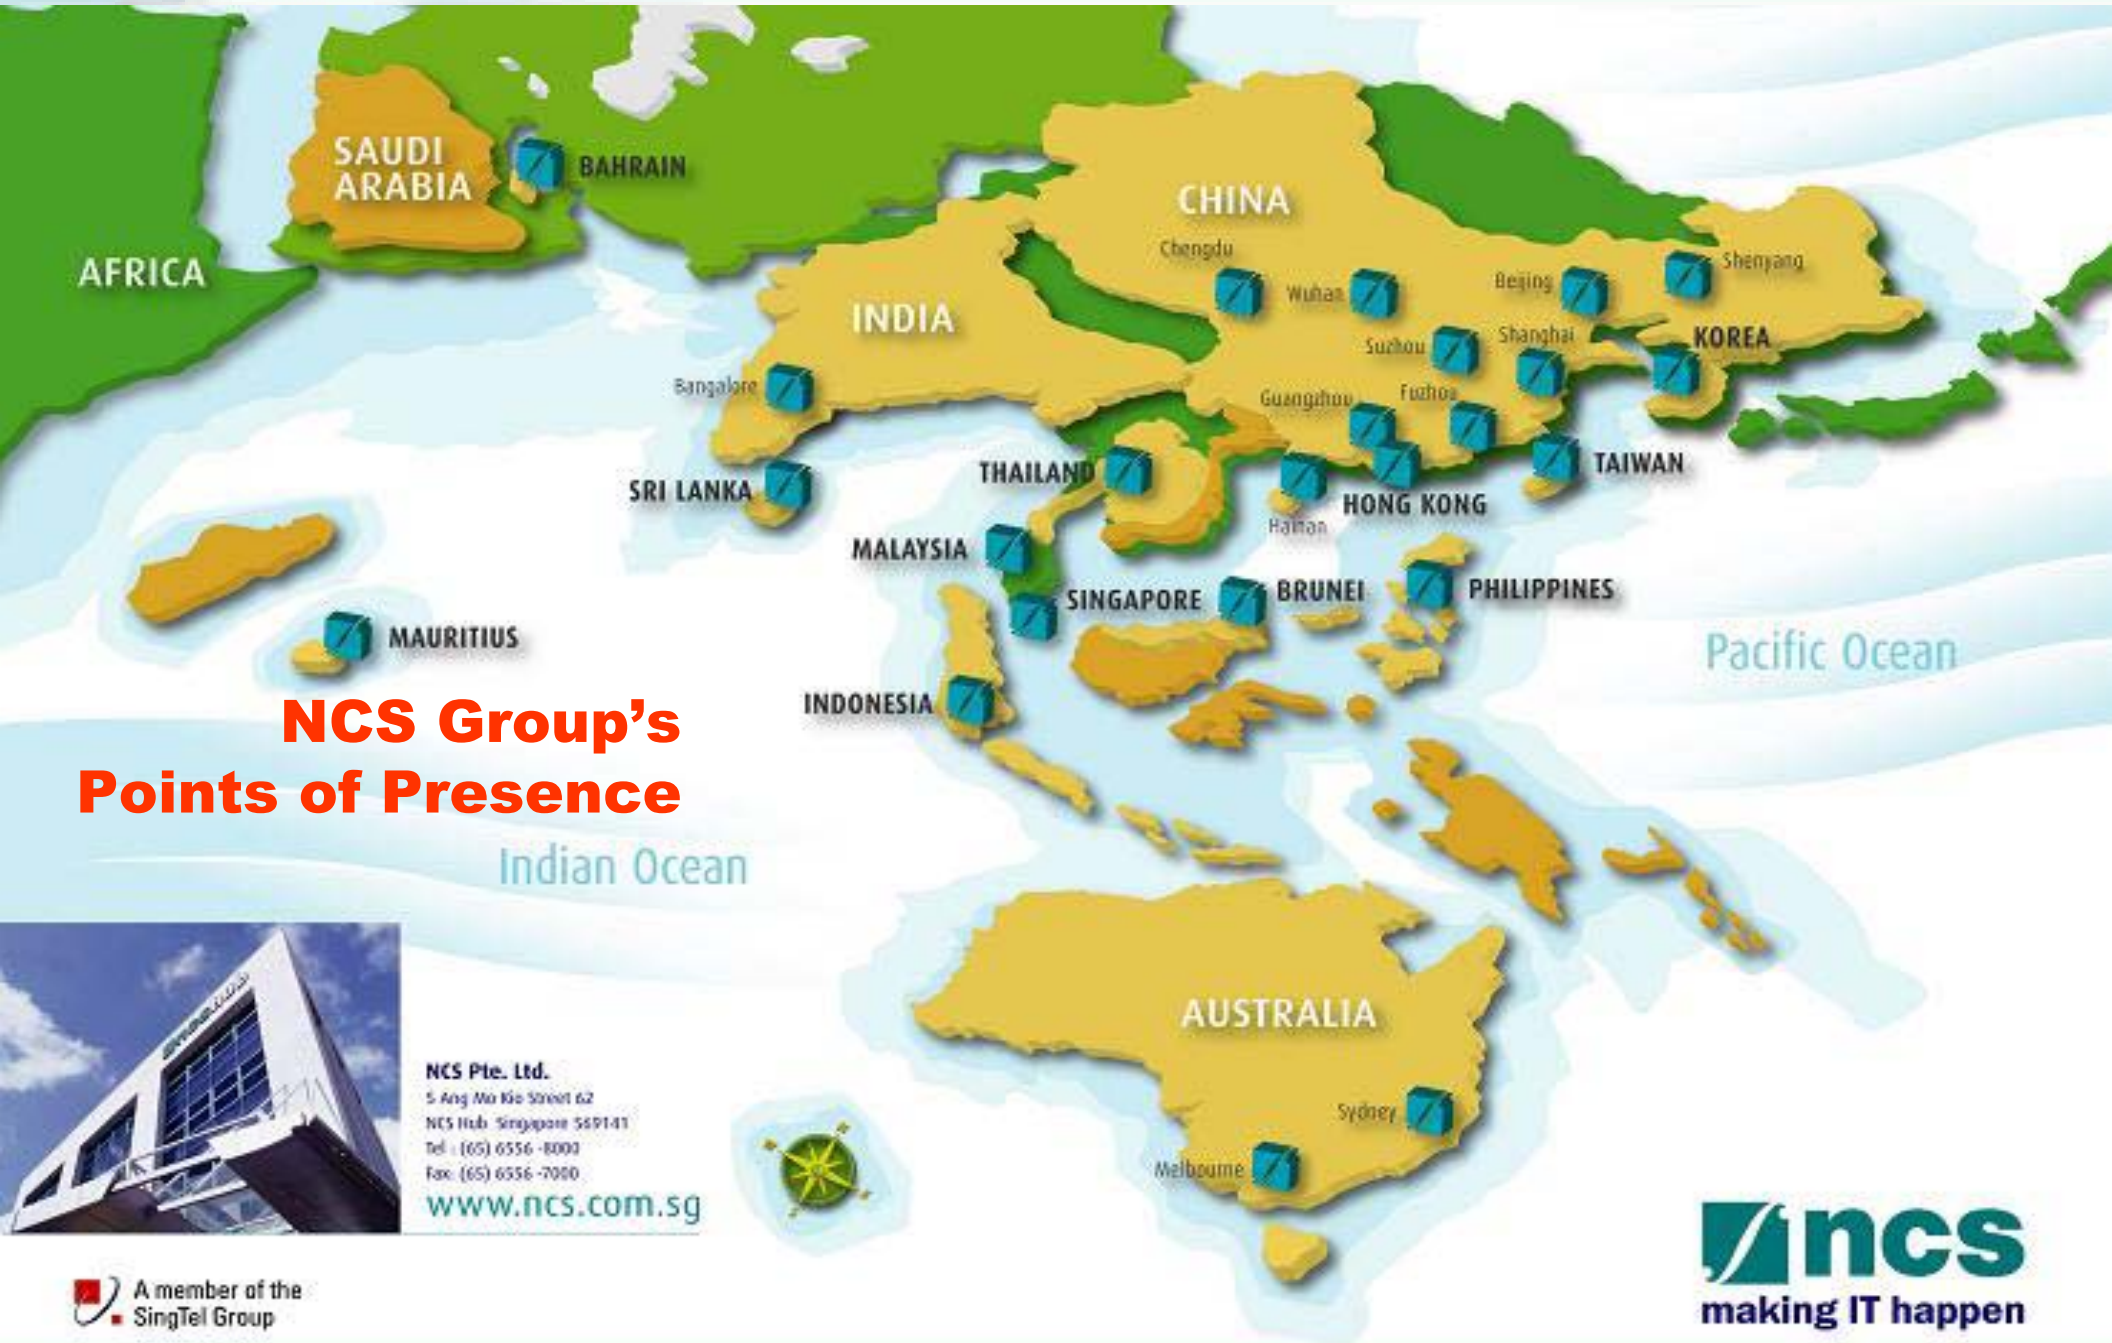 SAUDI
ARABIA
BAHRAIN
AFRICA
CHINA
Chengdu
Wuhan
Beijing
Shenyang
INDIA
Suzhou
Shanghai
KOREA
Bangalore
Guangzhou
Fuzhou
SRI LANKA
THAILAND
TAIWAN
HONG KONG
Hainan
MALAYSIA
SINGAPORE
BRUNEI
PHILIPPINES
MAURITIUS
Pacific Ocean
INDONESIA
NCS Group’s
Points of Presence
Indian Ocean
AUSTRALIA
Sydney
Melbourne
NCS Pte. Ltd.
5 Ang Mo Kio Street 62
NCS Hub Singapore 569141
Tel : (65) 6556 -8000
Fax: (65) 6556 -7000
www.ncs.com.sg
A member of the
SingTel Group
ncs
making IT happen